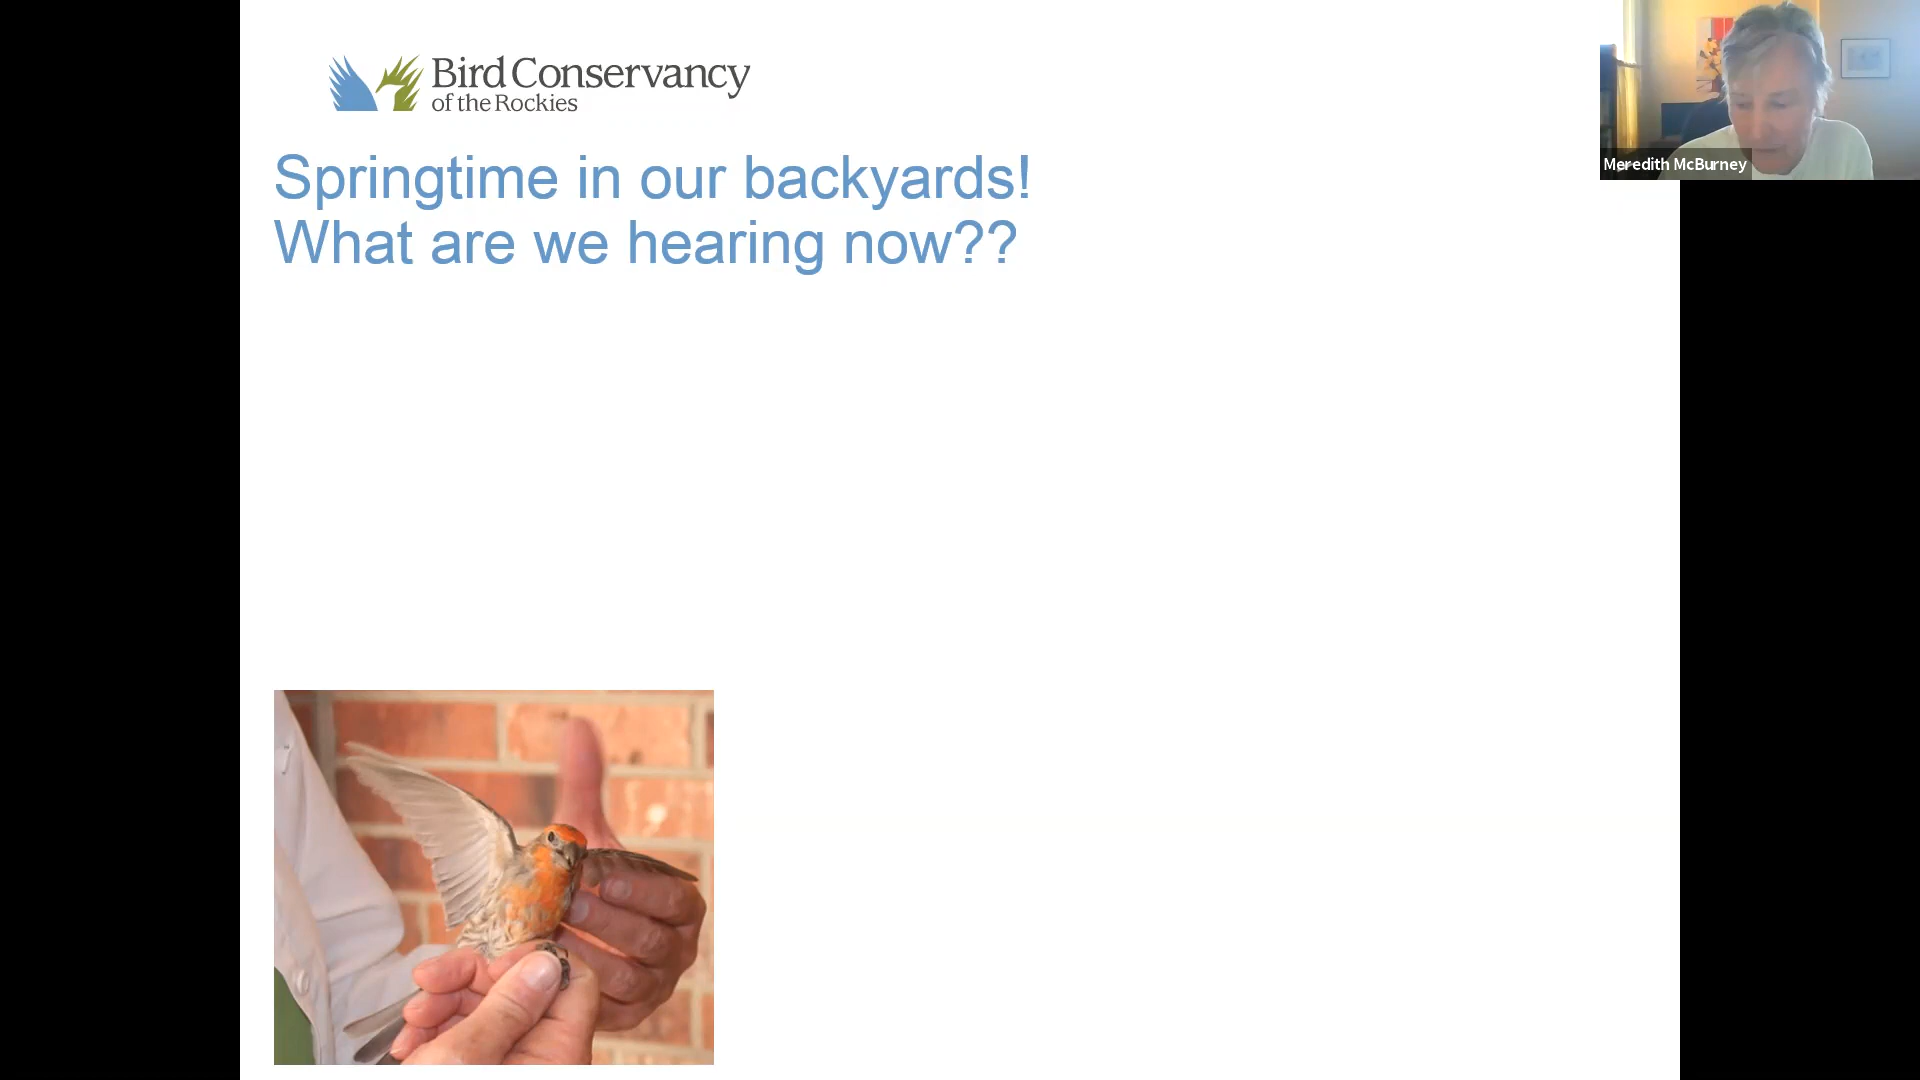 Bird Conservancy
of the Rockies
Springtime in our backyards!
What are we hearing now??
Meredith McBurney